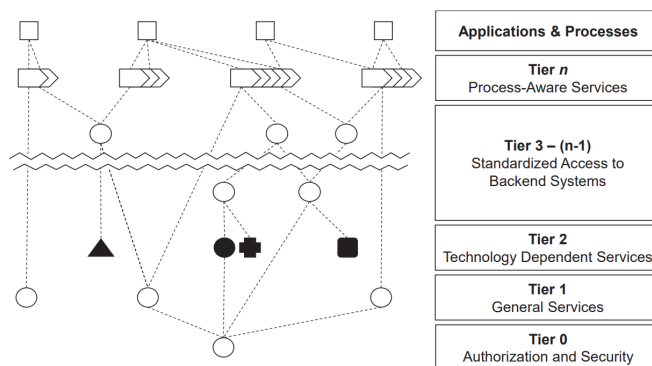 Applications & Processes
Tier n
Process-Aware Services
Tier 3 – (n-1)
Standardized Access to
Backend Systems
Tier 2
Technology Dependent Services
Tier 1
General Services
Tier 0
Authorization and Security